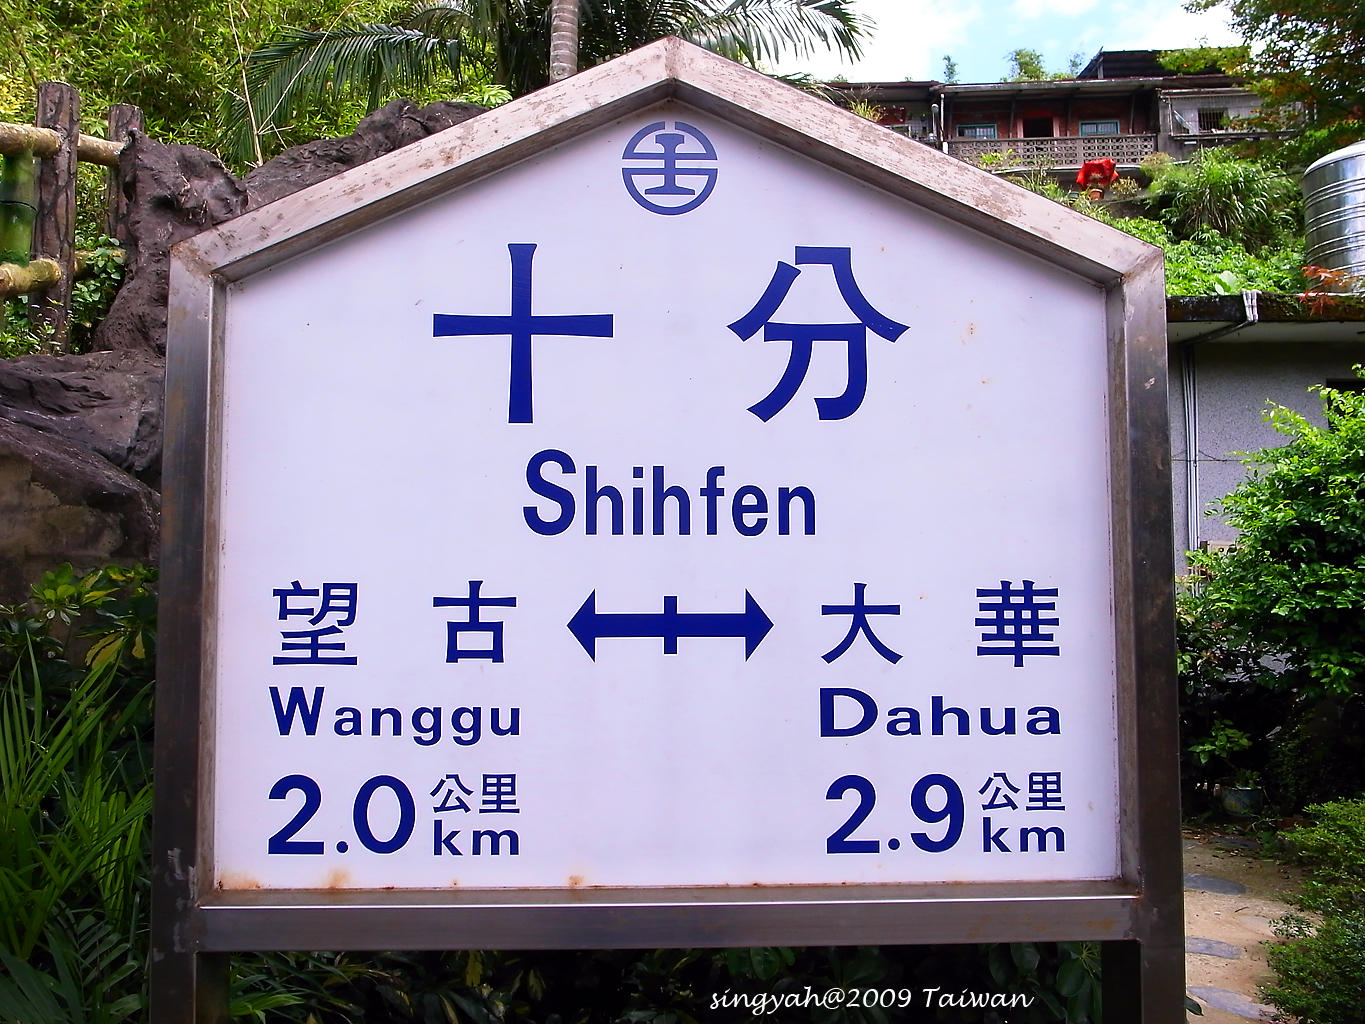 十分
Shihfen
望古 大華
Wanggu Dahua
2.0 公里 km 2.9 公里 km
singyah@2009 Taiwan